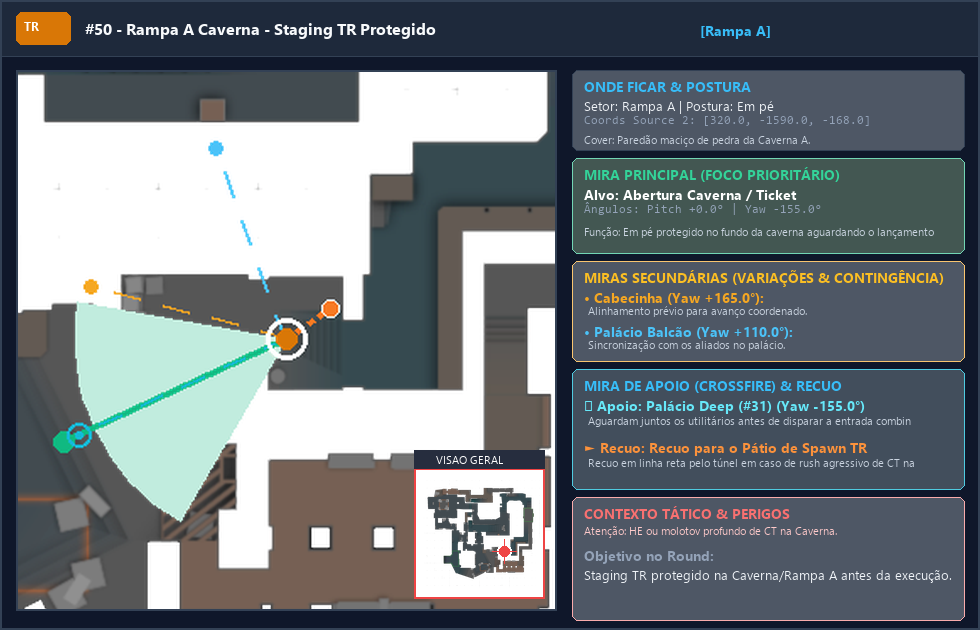 TR
#50 - Rampa A Caverna - Staging TR Protegido
[Rampa A]
ONDE FICAR & POSTURA
Setor: Rampa A | Postura: Em pé
Coords Source 2: [320.0, -1590.0, -168.0]
Cover: Paredão maciço de pedra da Caverna A.
MIRA PRINCIPAL (FOCO PRIORITÁRIO)
Alvo: Abertura Caverna / Ticket
Ângulos: Pitch +0.0° | Yaw -155.0°
Função: Em pé protegido no fundo da caverna aguardando o lançamento
MIRAS SECUNDÁRIAS (VARIAÇÕES & CONTINGÊNCIA)
• Cabecinha (Yaw +165.0°):
Alinhamento prévio para avanço coordenado.
• Palácio Balcão (Yaw +110.0°):
Sincronização com os aliados no palácio.
MIRA DE APOIO (CROSSFIRE) & RECUO
Apoio: Palácio Deep (#31) (Yaw -155.0°)
Aguardam juntos os utilitários antes de disparar a entrada combin
► Recuo: Recuo para o Pátio de Spawn TR
Recuo em linha reta pelo túnel em caso de rush agressivo de CT na
CONTEXTO TÁTICO & PERIGOS
Atenção: HE ou molotov profundo de CT na Caverna.
Objetivo no Round:
Staging TR protegido na Caverna/Rampa A antes da execução.
VISAO GERAL